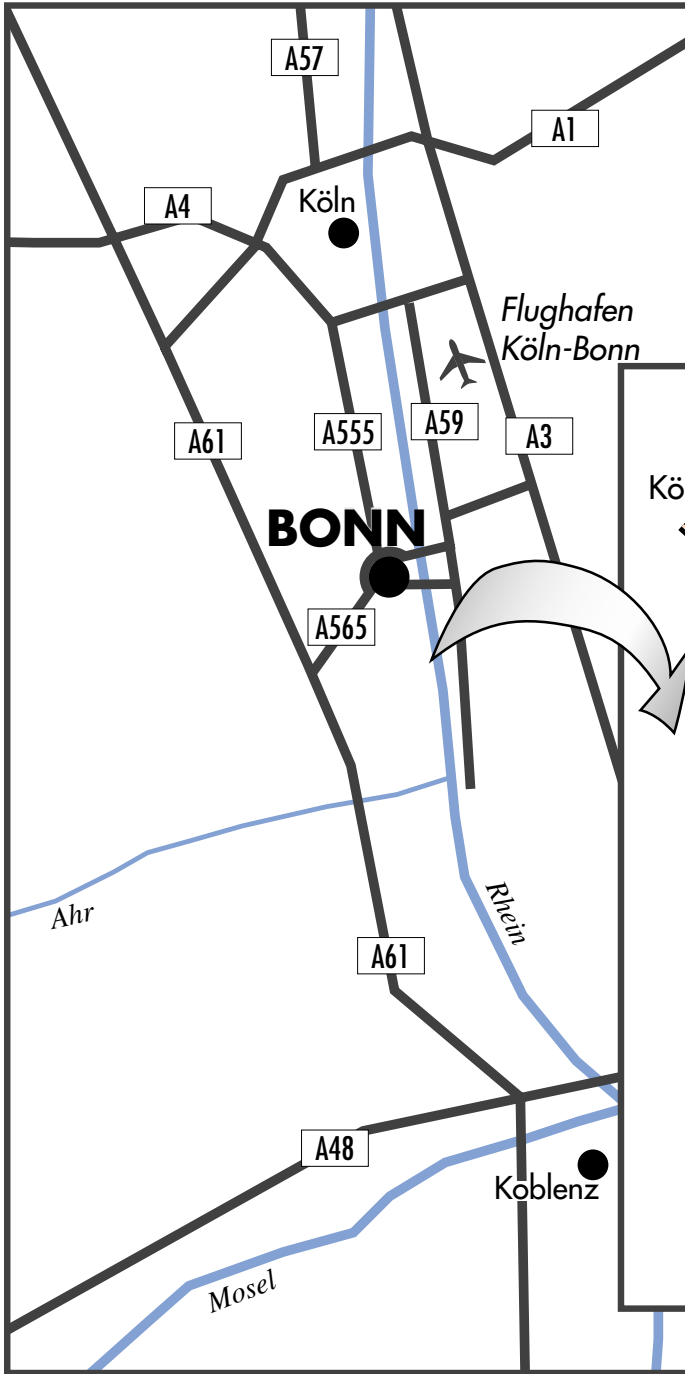 A57
A1
A4
Köln
Flughafen
Köln-Bonn
A61
A555
A59
A3
Kö
BONN
A565
Ahr
Rhein
A61
A48
Koblenz
Mosel